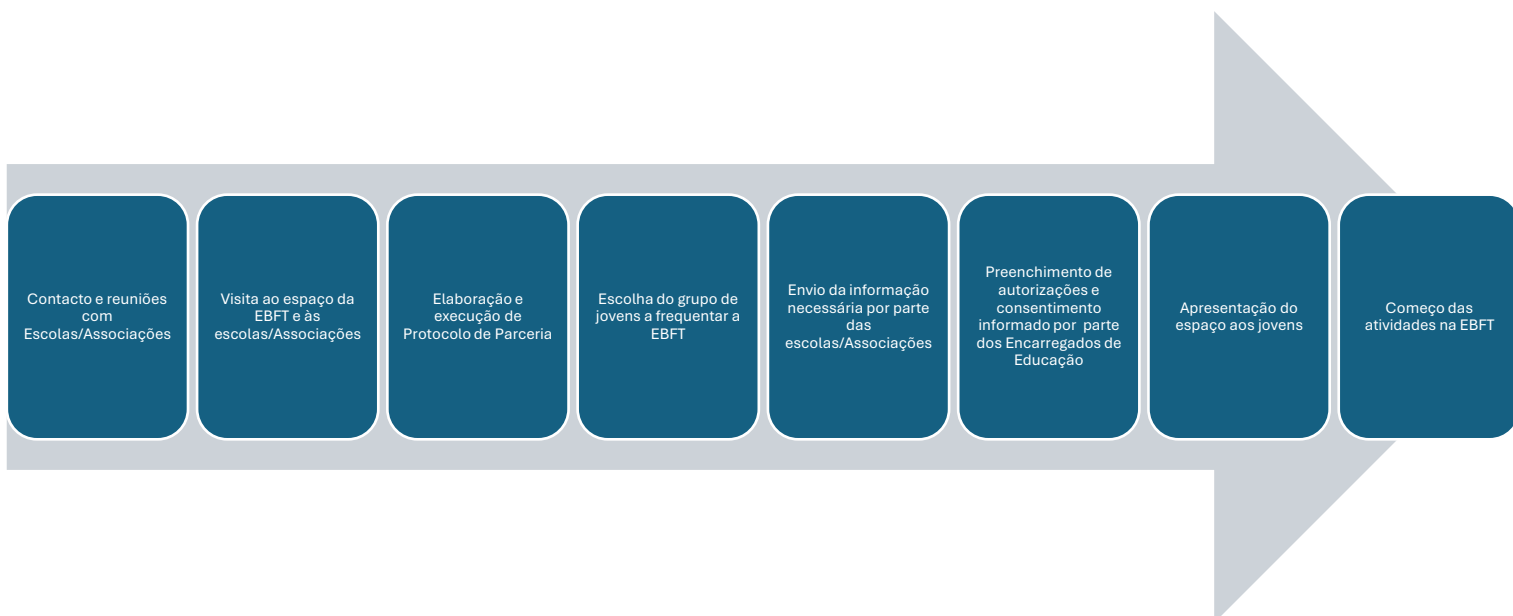 Contacto e reuniões
com
Escolas/Associações
Visita ao espaço da
EBFT e às
escolas/Associações
Elaboração e
execução de
Protocolo de Parceria
Escolha do grupo de
jovens a frequentar a
EBFT
Envio da informação
necessária por parte
das
escolas/Associações
Preenchimento de
autorizações e
consentimento
informado por  parte
dos Encarregados de
Educação
Apresentação do
espaço aos jovens
Começo das
atividades na EBFT